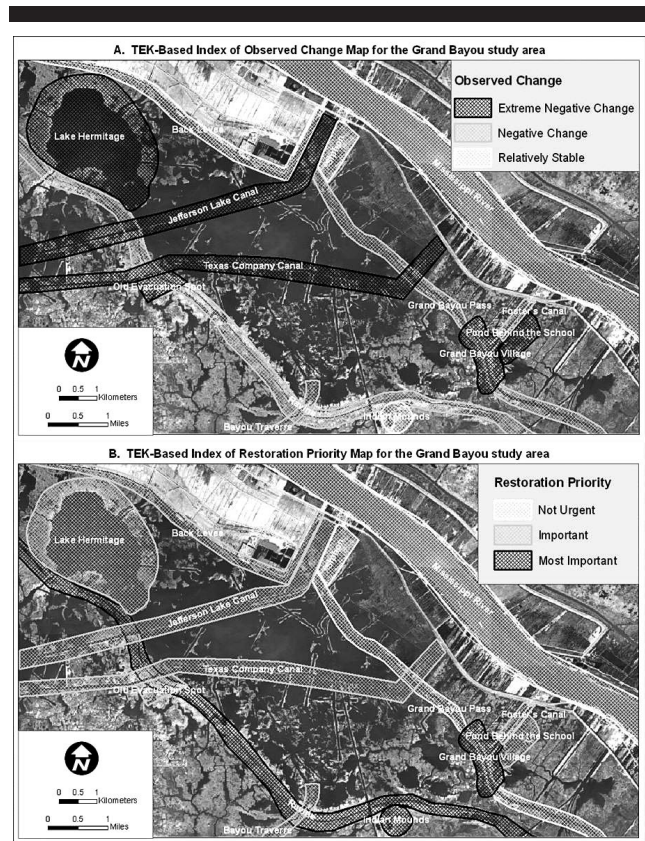 A. TEK-Based Index of Observed Change Map for the Grand Bayou study area
Observed Change
Extreme Negative Change
Negative Change
Relatively Stable
Lake Hermitage
Back Levee
Mississippi River
Jefferson Lake Canal
Texas Company Canal
Old Evacuation Spot
Grand Bayou Pass
Foster's Canal
Pond Behind the School
Grand Bayou Village
Indian Mounds
Bayou Traverre
N
0 0.5 1
Kilometers
0 0.5 1
Miles
B. TEK-Based Index of Restoration Priority Map for the Grand Bayou study area
Restoration Priority
Not Urgent
Important
Most Important
Lake Hermitage
Back Levee
Mississippi River
Jefferson Lake Canal
Texas Company Canal
Old Evacuation Spot
Grand Bayou Pass
Foster's Canal
Pond Behind the School
Grand Bayou Village
Indian Mounds
Bayou Traverre
N
0 0.5 1
Kilometers
0 0.5 1
Miles